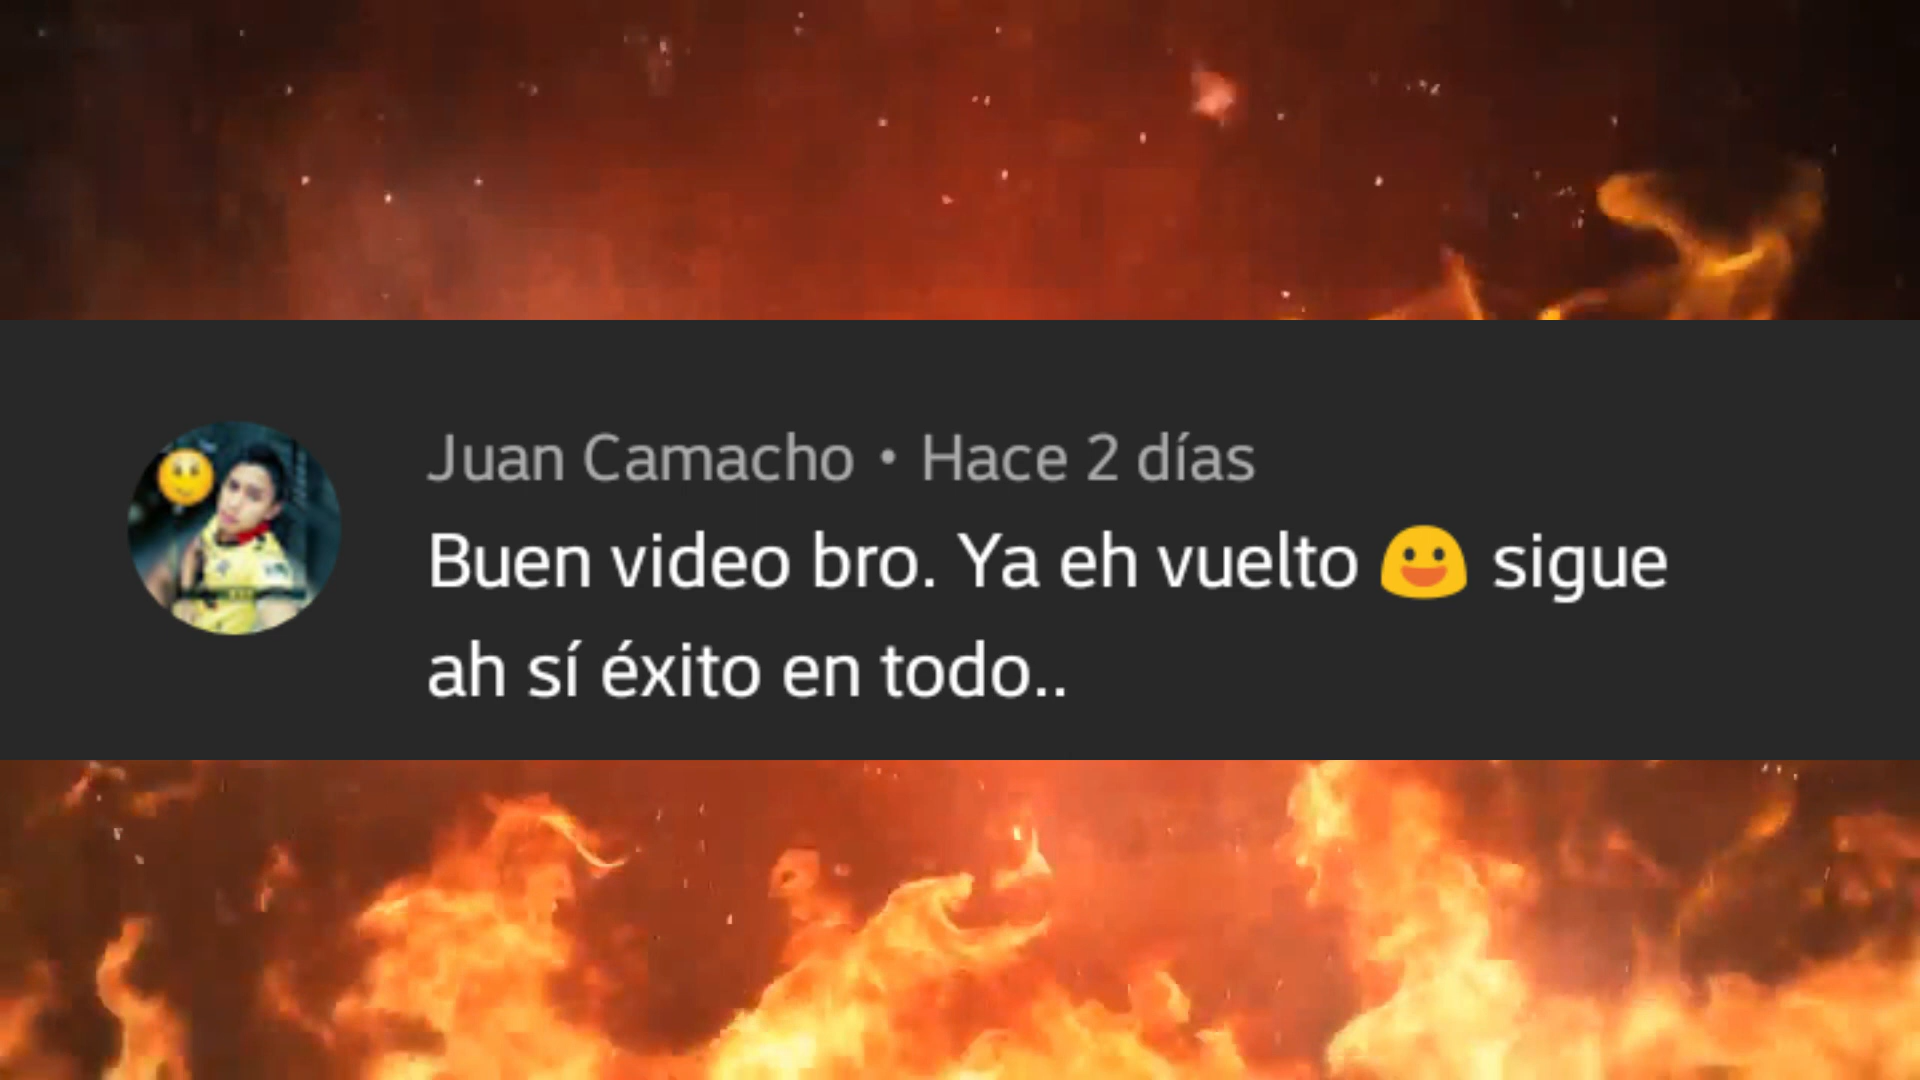 Juan Camacho • Hace 2 días
Buen video bro. Ya eh vuelto 😃 sigue
ah sí éxito en todo..